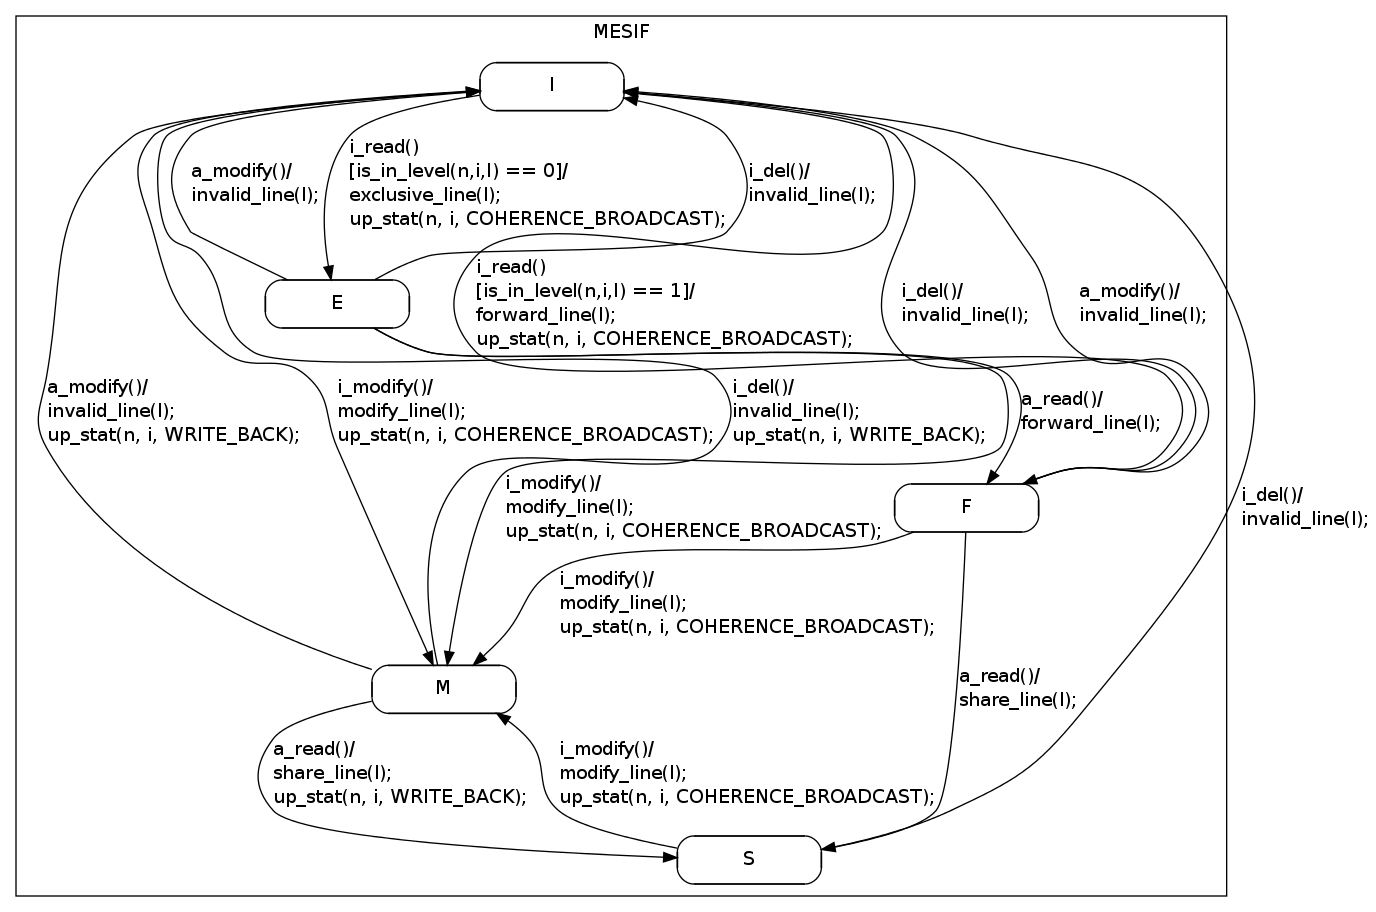 MESIF
I
a_modify()/
invalid_line(l);
i_read()
[is_in_level(n,i,l) == 0]/
exclusive_line(l);
up_stat(n, i, COHERENCE_BROADCAST);
i_del()/
invalid_line(l);
E
i_read()
[is_in_level(n,i,l) == 1]/
forward_line(l);
up_stat(n, i, COHERENCE_BROADCAST);
i_del()/
invalid_line(l);
a_modify()/
invalid_line(l);
a_modify()/
invalid_line(l);
up_stat(n, i, WRITE_BACK);
i_modify()/
modify_line(l);
up_stat(n, i, COHERENCE_BROADCAST);
i_del()/
invalid_line(l);
up_stat(n, i, WRITE_BACK);
a_read()/
forward_line(l);
i_modify()/
modify_line(l);
up_stat(n, i, COHERENCE_BROADCAST);
F
i_del()/
invalid_line(l);
i_modify()/
modify_line(l);
up_stat(n, i, COHERENCE_BROADCAST);
M
a_read()/
share_line(l);
a_read()/
share_line(l);
up_stat(n, i, WRITE_BACK);
i_modify()/
modify_line(l);
up_stat(n, i, COHERENCE_BROADCAST);
S